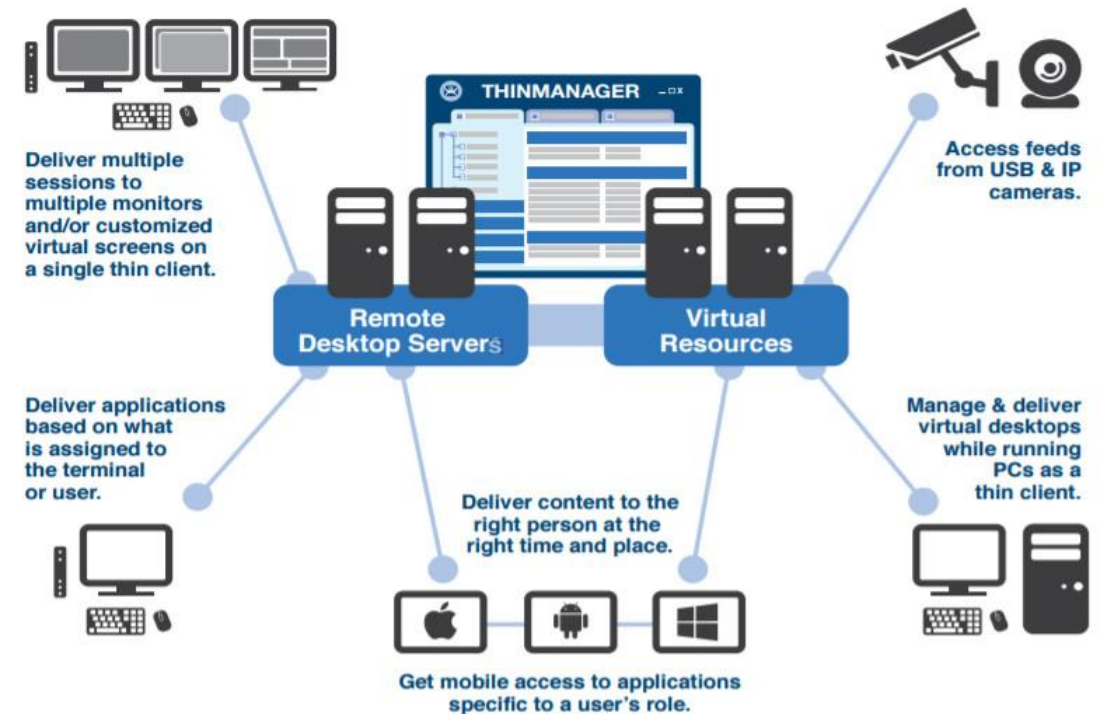 THINMANAGER
Deliver multiple
sessions to
multiple monitors
and/or customized
virtual screens on
a single thin client.
Access feeds
from USB & IP
cameras.
Remote
Desktop Servers
Virtual
Resources
Deliver applications
based on what
is assigned to
the terminal
or user.
Manage & deliver
virtual desktops
while running
PCs as a
thin client.
Deliver content to the
right person at the
right time and place.
Get mobile access to applications
specific to a user's role.